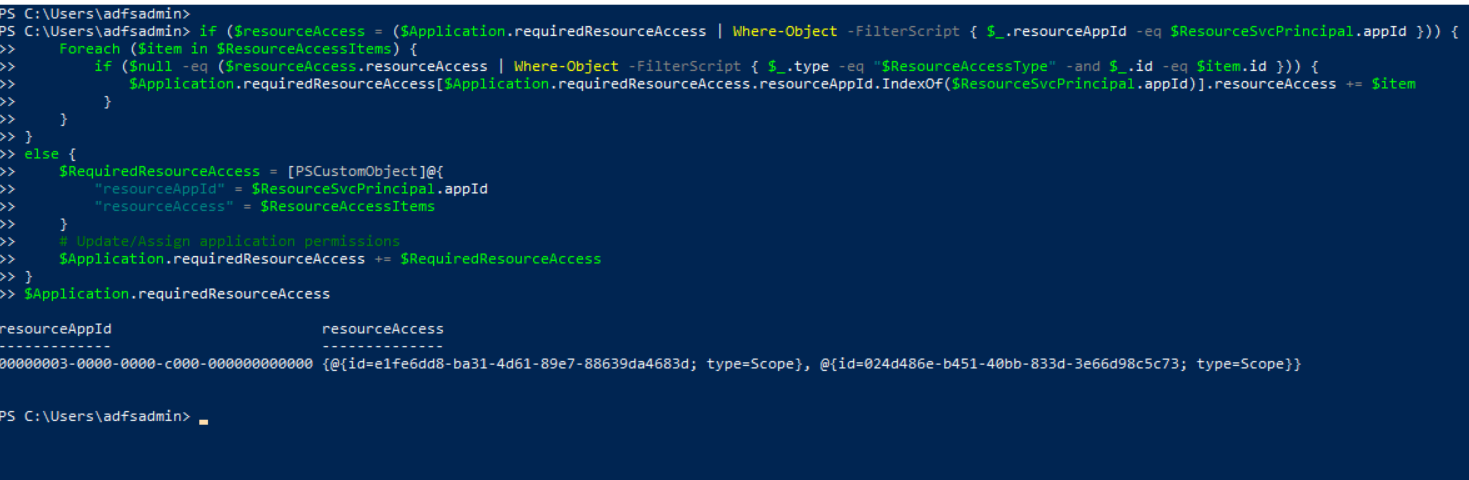 PS C:\Users\adfsadmin>
PS C:\Users\adfsadmin> if ($resourceAccess = ($Application.requiredResourceAccess | Where-Object -FilterScript { $_.resourceAppId -eq $ResourceSvcPrincipal.appId })) {
>>     Foreach ($item in $ResourceAccessItems) {
>>         if ($null -eq ($resourceAccess.resourceAccess | Where-Object -FilterScript { $_.type -eq "$ResourceAccessType" -and $_.id -eq $item.id })) {
>>             $Application.requiredResourceAccess[$Application.requiredResourceAccess.resourceAppId.IndexOf($ResourceSvcPrincipal.appId)].resourceAccess += $item
>>          }
>>     }
>> }
>> else {
>>     $RequiredResourceAccess = [PSCustomObject]@{
>>         "resourceAppId" = $ResourceSvcPrincipal.appId
>>         "resourceAccess" = $ResourceAccessItems
>>     }
>>     # Update/Assign application permissions
>>     $Application.requiredResourceAccess += $RequiredResourceAccess
>> }
>> $Application.requiredResourceAccess
resourceAppId                        resourceAccess
-------------                        --------------
00000003-0000-0000-c000-000000000000 {@{id=e1fe6dd8-ba31-4d61-89e7-88639da4683d; type=Scope}, @{id=024d486e-b451-40bb-833d-3e66d98c5c73; type=Scope}}
PS C:\Users\adfsadmin>